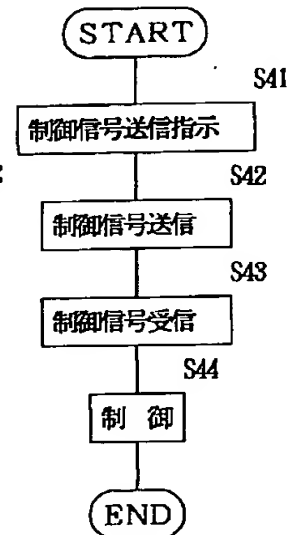 START
S41
制御信号送信指示
S42
制御信号送信
S43
制御信号受信
S44
制 御
END